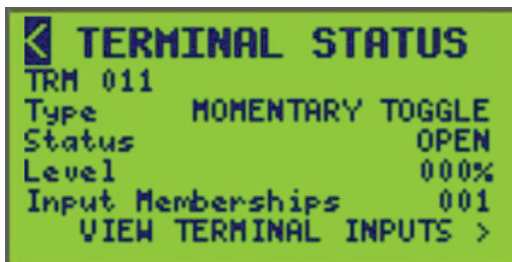 < TERMINAL STATUS
TRM 011
Type MOMENTARY TOGGLE
Status OPEN
Level 000%
Input Memberships 001
VIEW TERMINAL INPUTS >